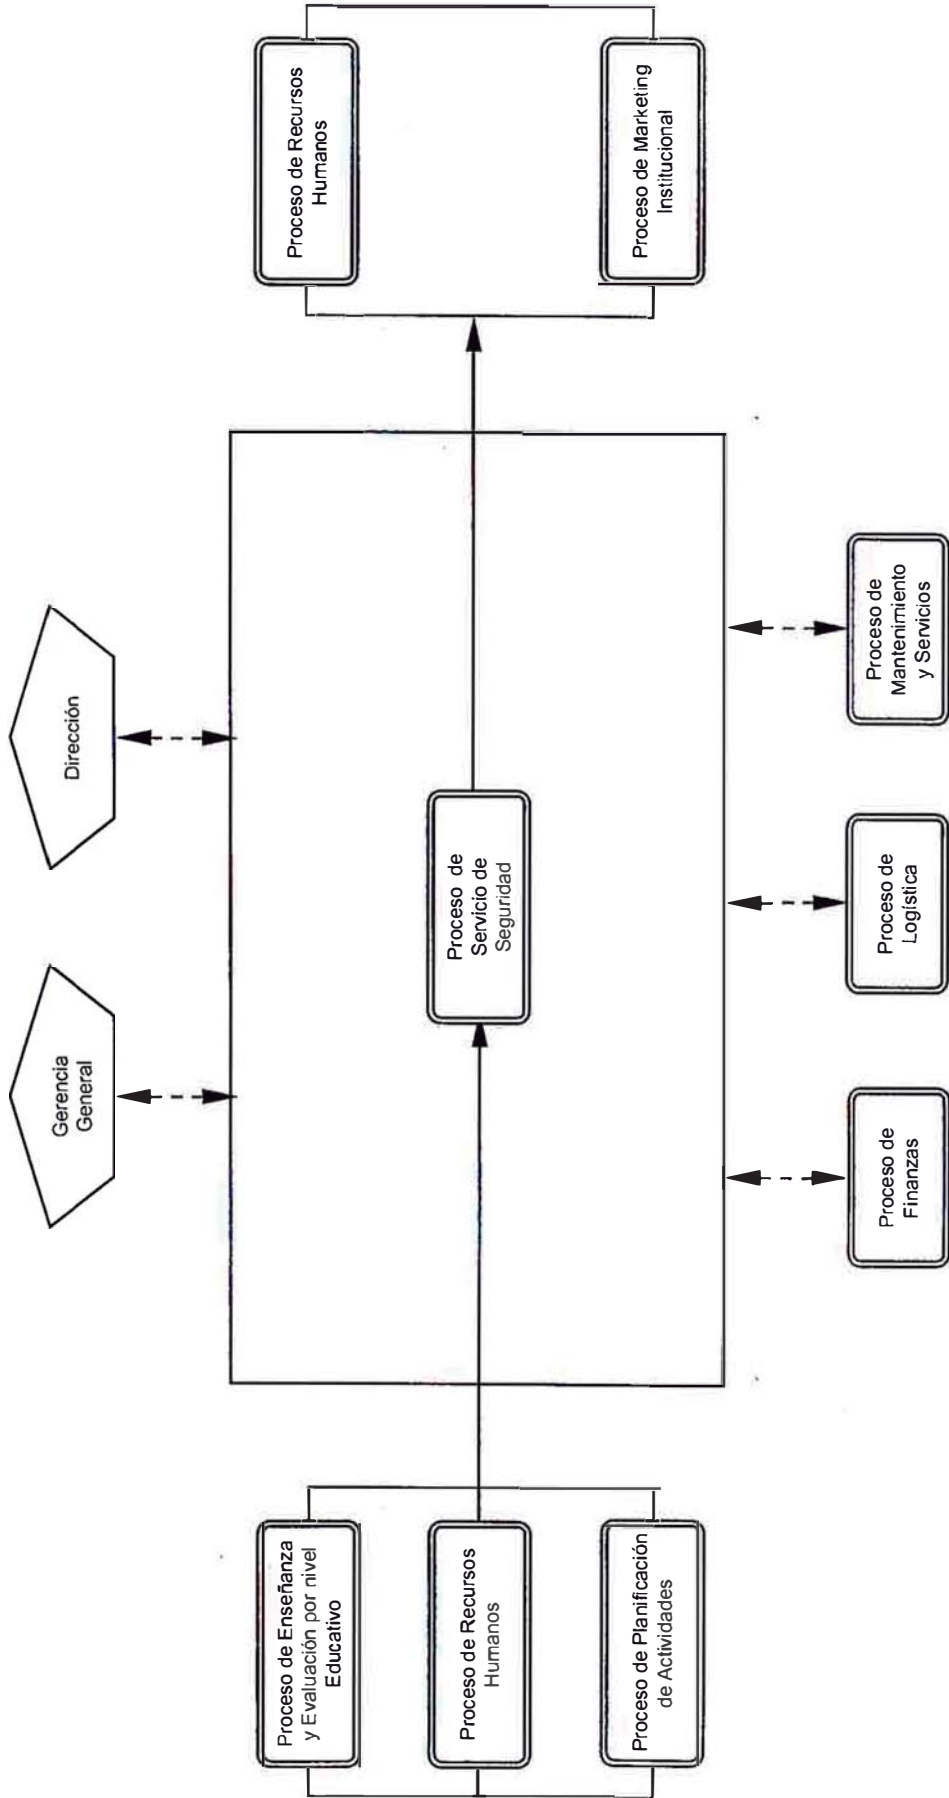 Gerencia
General
Dirección
Proceso de Enseñanza
y Evaluación por nivel
Educativo
Proceso de Recursos
Humanos
Proceso de Planificación
de Actividades
Proceso de
Servicio de
Seguridad
Proceso de Recursos
Humanos
Proceso de Marketing
Institucional
Proceso de
Finanzas
Proceso de
Logística
Proceso de
Mantenimiento
y Servicios